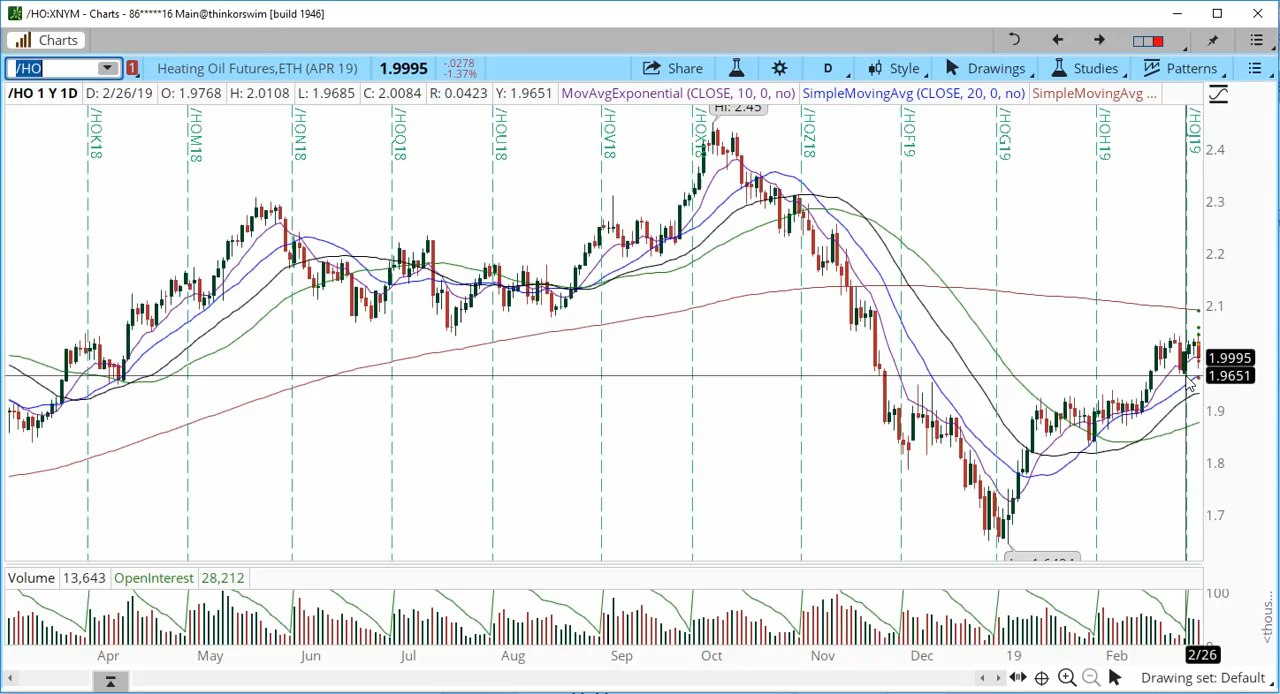 /HO:XNYM - Charts - 86*****16 Main@thinkorswim [build 1946]
Charts
/HO 1 Heating Oil Futures,ETH (APR 19) 1.9995 -.0278 -1.37% Share D Style Drawings Studies Patterns
/HO 1 Y 1D D: 2/26/19 O: 1.9768 H: 2.0108 L: 1.9685 C: 2.0084 R: 0.0423 Y: 1.9651 MovAvgExponential (CLOSE, 10, 0, no) SimpleMovingAvg (CLOSE, 20, 0, no) SimpleMovingAvg ...
Hi: 2.45
/HOK18 /HOM18 /HON18 /HOQ18 /HOU18 /HOV18 /HOX18 /HOZ18 /HOF19 /HOG19 /HOH19 /HOJ19
2.4
2.3
2.2
2.1
1.9995
1.9651
1.9
1.8
1.7
Volume 13,643 OpenInterest 28,212
100
<thous...
Apr May Jun Jul Aug Sep Oct Nov Dec 19 Feb 2/26
Drawing set: Default